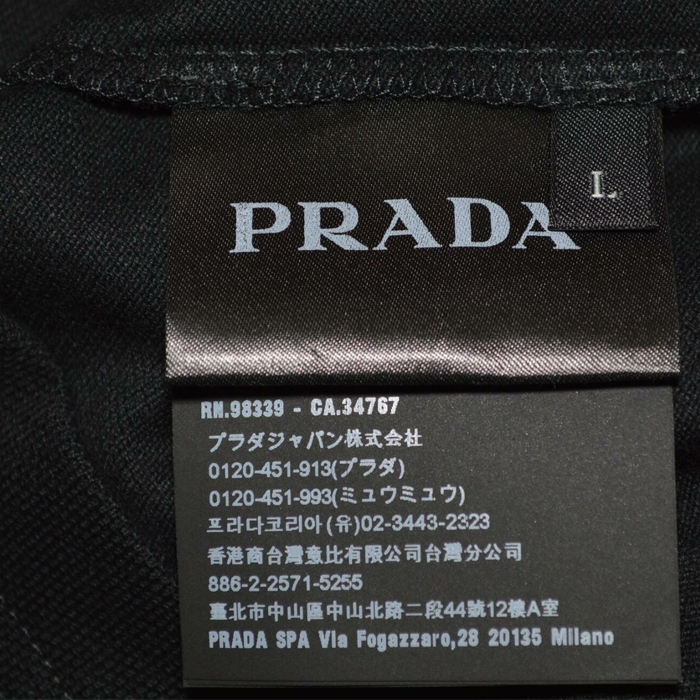 PRADA
L
RN.98339 - CA.34767
プラダジャパン株式会社
0120-451-913(プラダ)
0120-451-993(ミュウミュウ)
프라다코리아(유)02-3443-2323
香港商台灣意比有限公司台灣分公司
886-2-2571-5255
臺北市中山區中山北路二段44號12樓A室
PRADA SPA Via Fogazzaro,28 20135 Milano